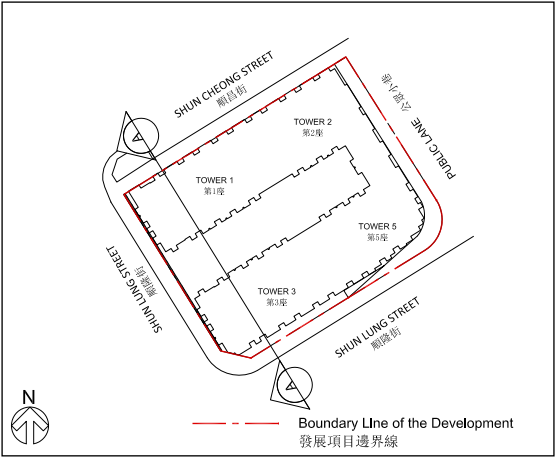 SHUN CHEONG STREET
順昌街
TOWER 2
第2座
PUBLIC LANE 公眾小巷
A
TOWER 1
第1座
TOWER 5
第5座
SHUN LUNG STREET
順隆街
TOWER 3
第3座
SHUN LUNG STREET
順隆街
A
N
Boundary Line of the Development
發展項目邊界線